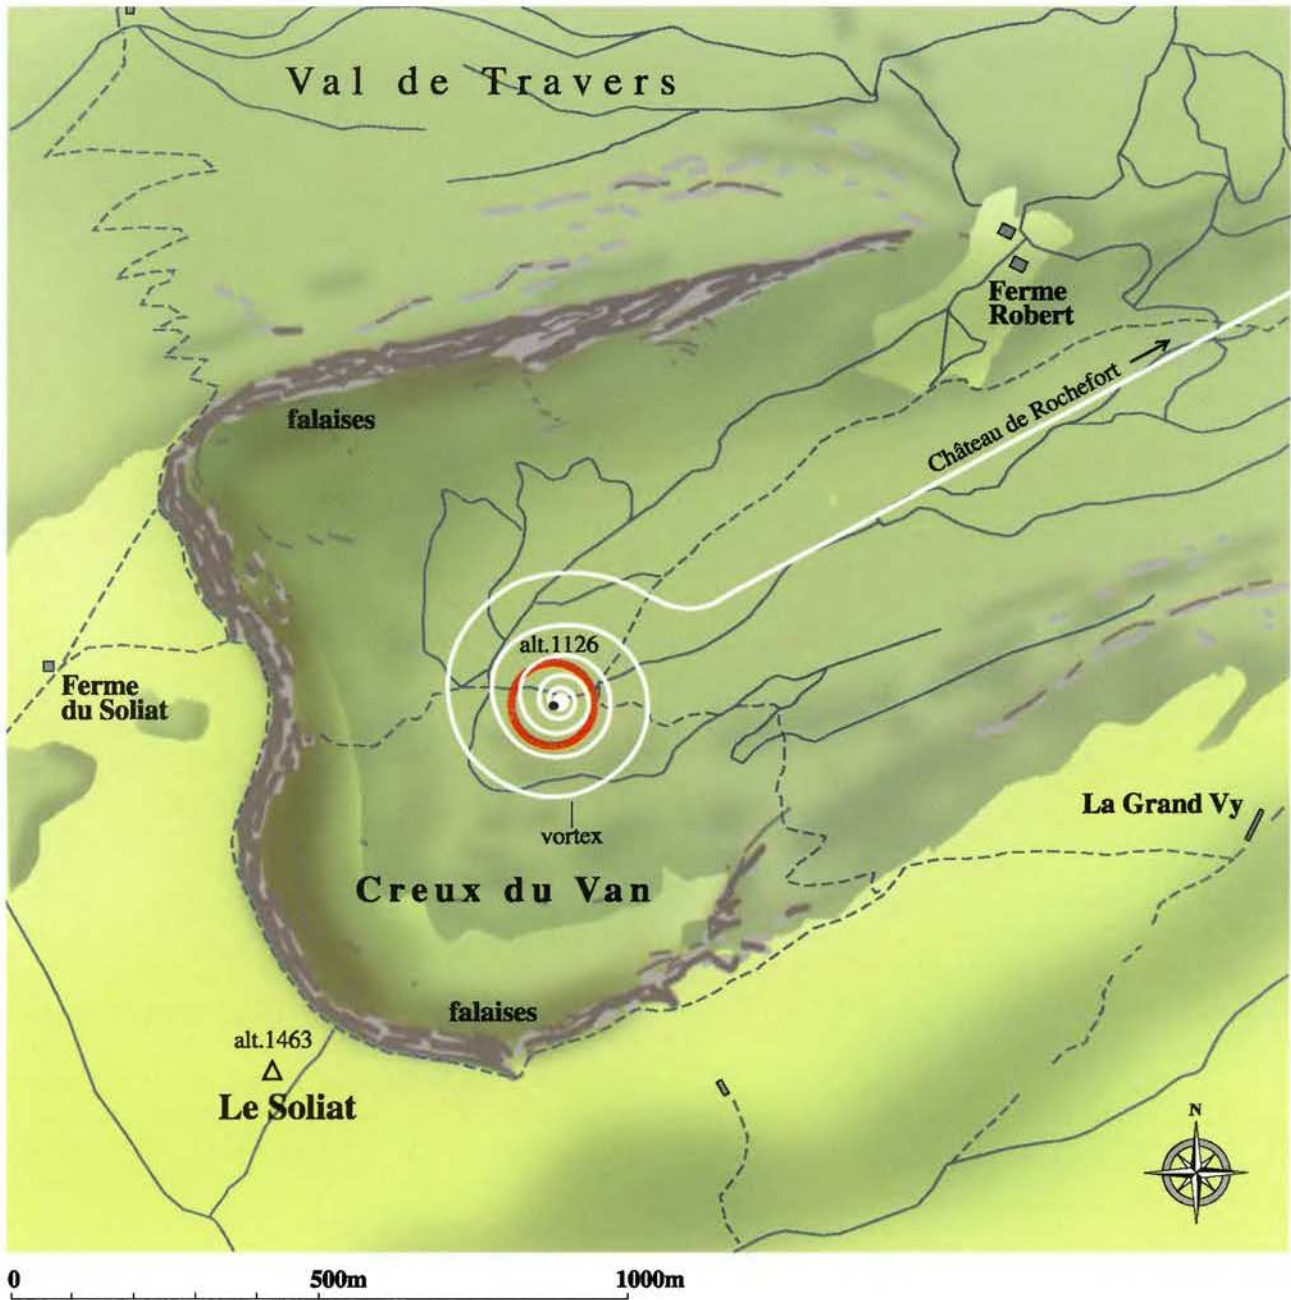 Val de Travers
Ferme
Robert
Château de Rochefort
falaises
alt.1126
Ferme
du Soliat
La Grand Vy
vortex
Creux du Van
falaises
alt.1463
Le Soliat
N
0 500m 1000m